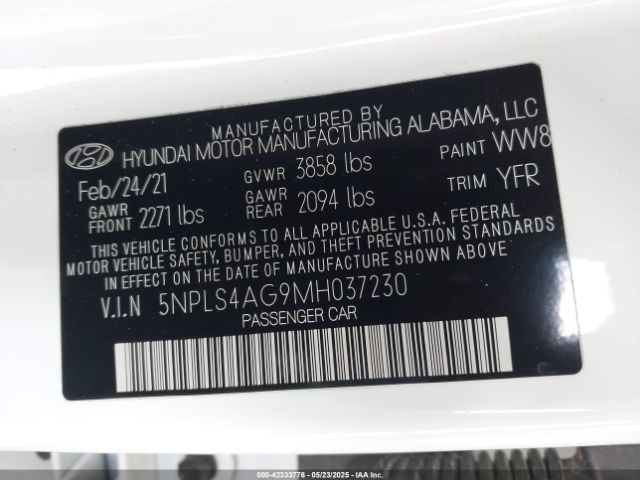 MANUFACTURED BY
HYUNDAI MOTOR MANUFACTURING ALABAMA, LLC
Feb/24/21 GVWR 3858 lbs PAINT WW8
GAWR FRONT 2271 lbs GAWR REAR 2094 lbs TRIM YFR
THIS VEHICLE CONFORMS TO ALL APPLICABLE U.S.A. FEDERAL
MOTOR VEHICLE SAFETY, BUMPER, AND THEFT PREVENTION STANDARDS
IN EFFECT ON THE DATE OF MANUFACTURE SHOWN ABOVE
V.I.N 5NPLS4AG9MH037230
PASSENGER CAR
000-42333776 - 05/23/2025 - IAAI.COM